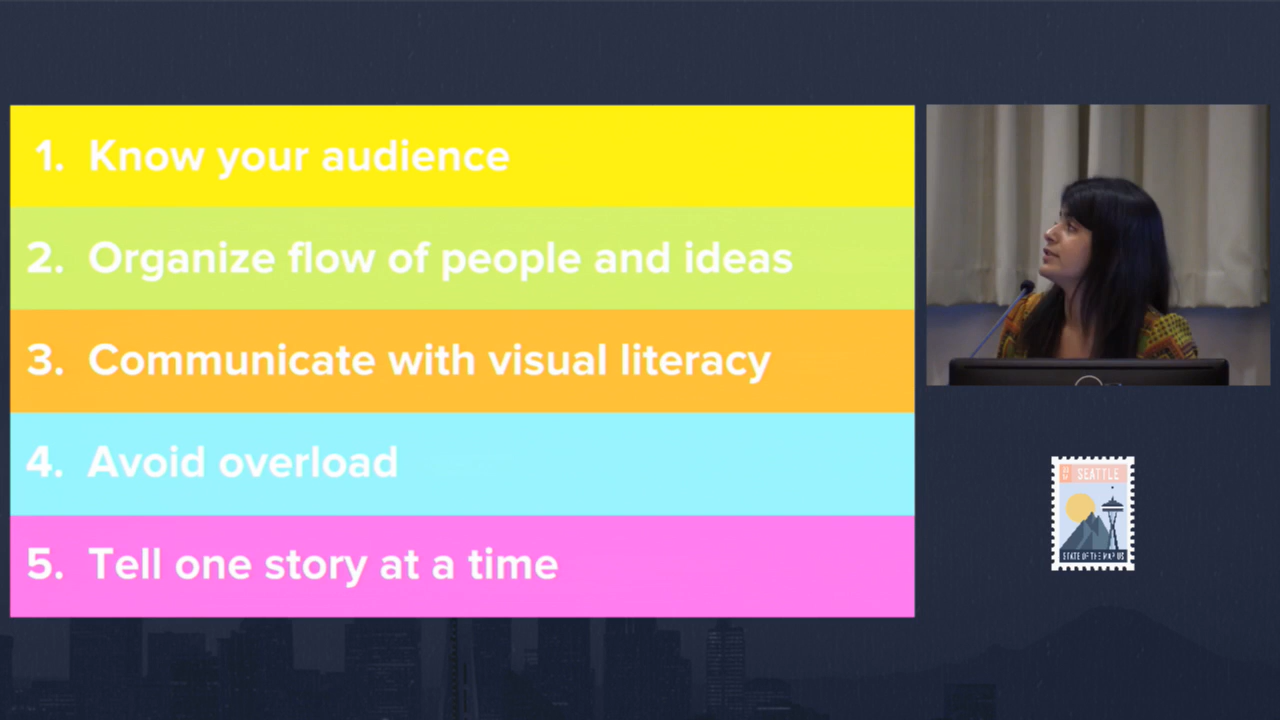 1. Know your audience
2. Organize flow of people and ideas
3. Communicate with visual literacy
4. Avoid overload
5. Tell one story at a time
SEATTLE
STATE OF THE MAP US